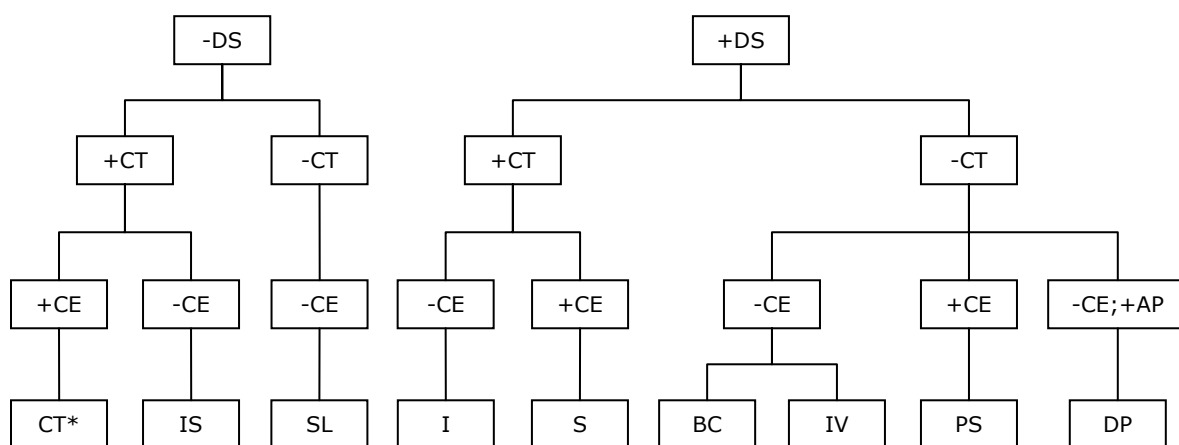 -DS
+DS
+CT
-CT
+CT
-CT
+CE
-CE
-CE
-CE
+CE
-CE
+CE
-CE;+AP
CT*
IS
SL
I
S
BC
IV
PS
DP